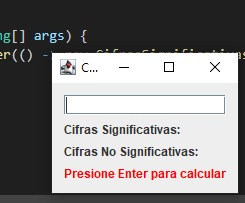 ng[] args) {
er(()
C...
Cifras Significativas:
Cifras No Significativas:
Presione Enter para calcular